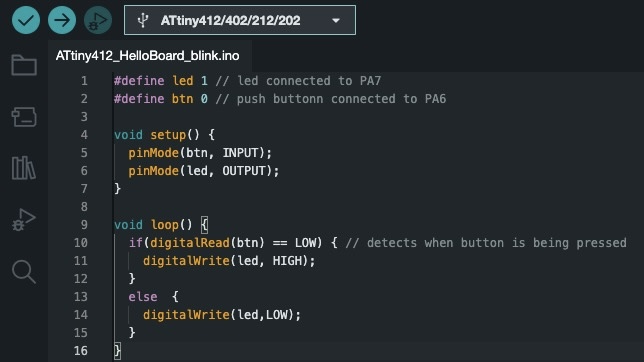 ATtiny412/402/212/202
ATtiny412_HelloBoard_blink.ino
1 #define led 1 // led connected to PA7
2 #define btn 0 // push buttonn connected to PA6
3
4 void setup() {
5 pinMode(btn, INPUT);
6 pinMode(led, OUTPUT);
7 }
8
9 void loop() {
10 if(digitalRead(btn) == LOW) { // detects when button is being pressed
11 digitalWrite(led, HIGH);
12 }
13 else {
14 digitalWrite(led,LOW);
15 }
16 }